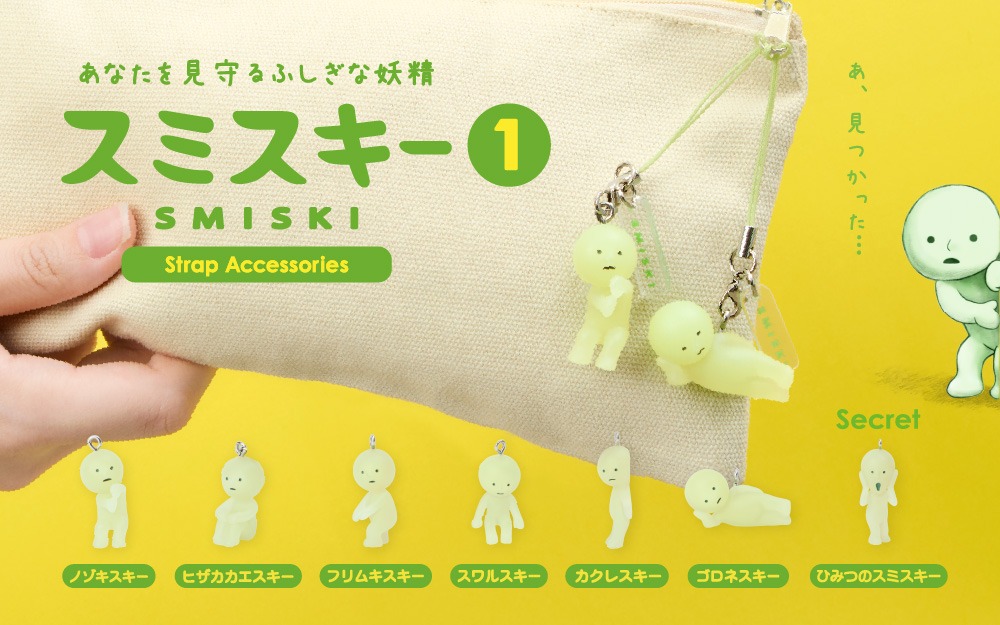 あなたを見守るふしぎな妖精
スミスキー1
SMISKI
Strap Accessories
あ、見つかった…
SMISKI
SMISKI
Secret
ノゾキスキー
ヒザカカエスキー
フリムキスキー
スワルスキー
カクレスキー
ゴロネスキー
ひみつのスミスキー